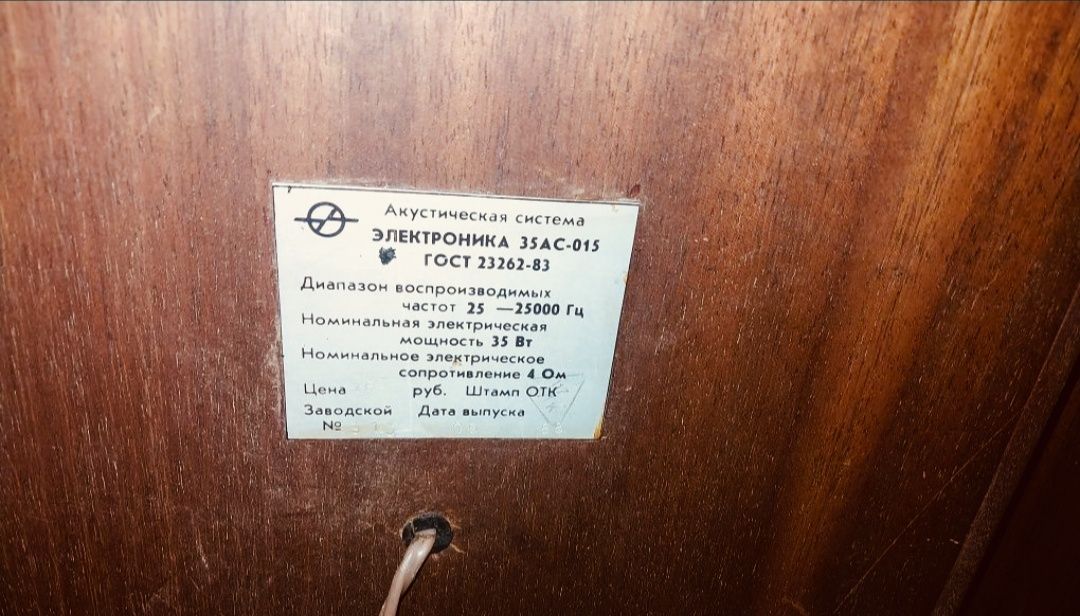 Акустическая система
ЭЛЕКТРОНИКА 35АС-015
ГОСТ 23262-83
Диапазон воспроизводимых
частот 25 —25000 Гц
Номинальная электрическая
мощность 35 Вт
Номинальное электрическое
сопротивление 4 Ом
Цена руб. Штамп ОТК
Заводской Дата выпуска
№